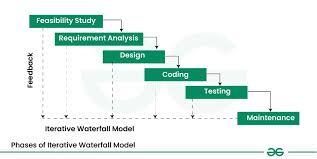 Feasibility Study
Requirement Analysis
Design
Coding
Testing
Maintenance
Feedback
Iterative Waterfall Model
Phases of Iterative Waterfall Model